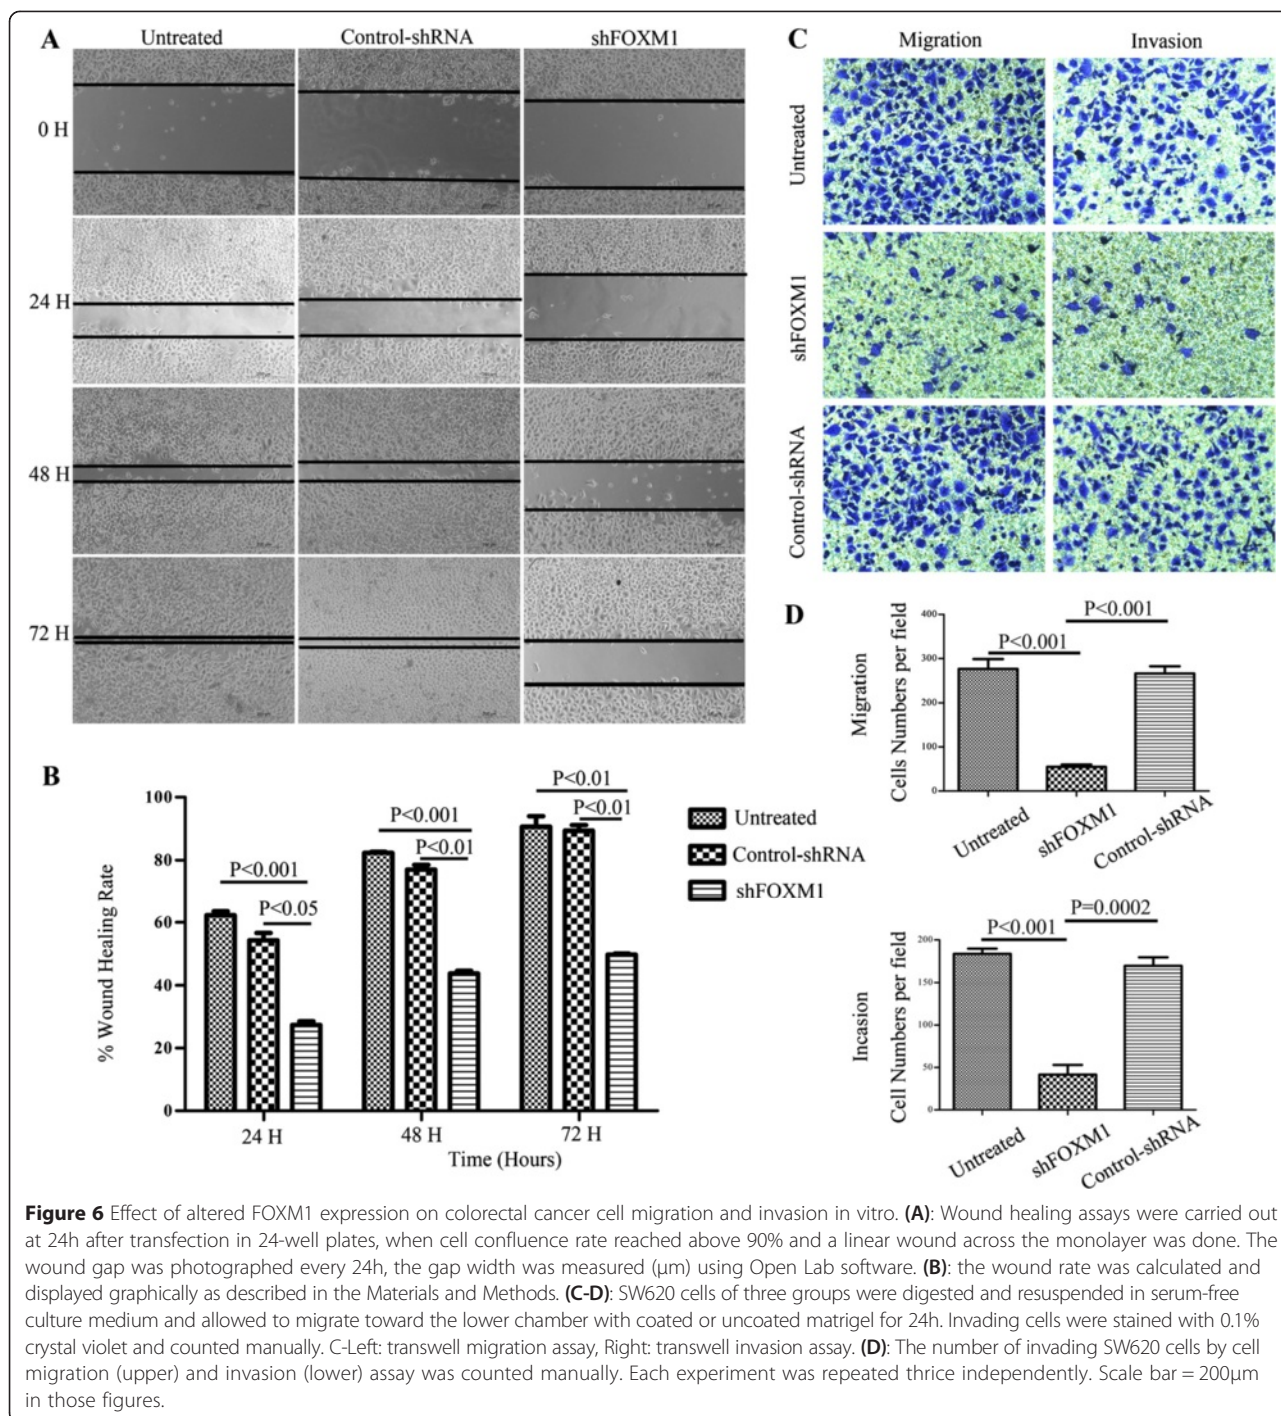 A
Untreated
Control-shRNA
shFOXM1
0 H
24 H
48 H
72 H
B
100
80
60
40
20
0
% Wound Healing Rate
P<0.001
P<0.05
P<0.001
P<0.01
P<0.01
P<0.01
24 H
48 H
72 H
Time (Hours)
Untreated
Control-shRNA
shFOXM1
C
Migration
Invasion
Untreated
shFOXM1
Control-shRNA
D
Migration
Cells Numbers per field
400
300
200
100
0
P<0.001
P<0.001
Untreated
shFOXM1
Control-shRNA
Incasion
Cell Numbers per field
200
150
100
50
0
P<0.001
P=0.0002
Untreated
shFOXM1
Control-shRNA
Figure 6 Effect of altered FOXM1 expression on colorectal cancer cell migration and invasion in vitro. (A): Wound healing assays were carried out
at 24h after transfection in 24-well plates, when cell confluence rate reached above 90% and a linear wound across the monolayer was done. The
wound gap was photographed every 24h, the gap width was measured (μm) using Open Lab software. (B): the wound rate was calculated and
displayed graphically as described in the Materials and Methods. (C-D): SW620 cells of three groups were digested and resuspended in serum-free
culture medium and allowed to migrate toward the lower chamber with coated or uncoated matrigel for 24h. Invading cells were stained with 0.1%
crystal violet and counted manually. C-Left: transwell migration assay, Right: transwell invasion assay. (D): The number of invading SW620 cells by cell
migration (upper) and invasion (lower) assay was counted manually. Each experiment was repeated thrice independently. Scale bar = 200μm
in those figures.